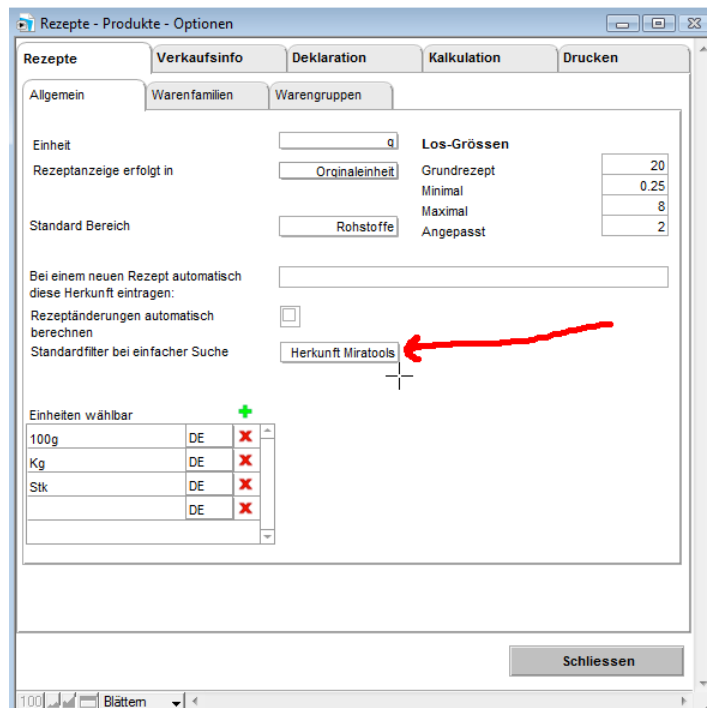 Rezepte - Produkte - Optionen
Rezepte Verkaufsinfo Deklaration Kalkulation Drucken
Allgemein Warenfamilien Warengruppen
Einheit g Los-Grössen
Rezeptanzeige erfolgt in Orginaleinheit Grundrezept 20
Minimal 0.25
Maximal 8
Standard Bereich Rohstoffe Angepasst 2
Bei einem neuen Rezept automatisch
diese Herkunft eintragen:
Rezeptänderungen automatisch
berechnen
Standardfilter bei einfacher Suche Herkunft Miratools
Einheiten wählbar
100g DE
Kg DE
Stk DE
DE
Schliessen
100 Blättern